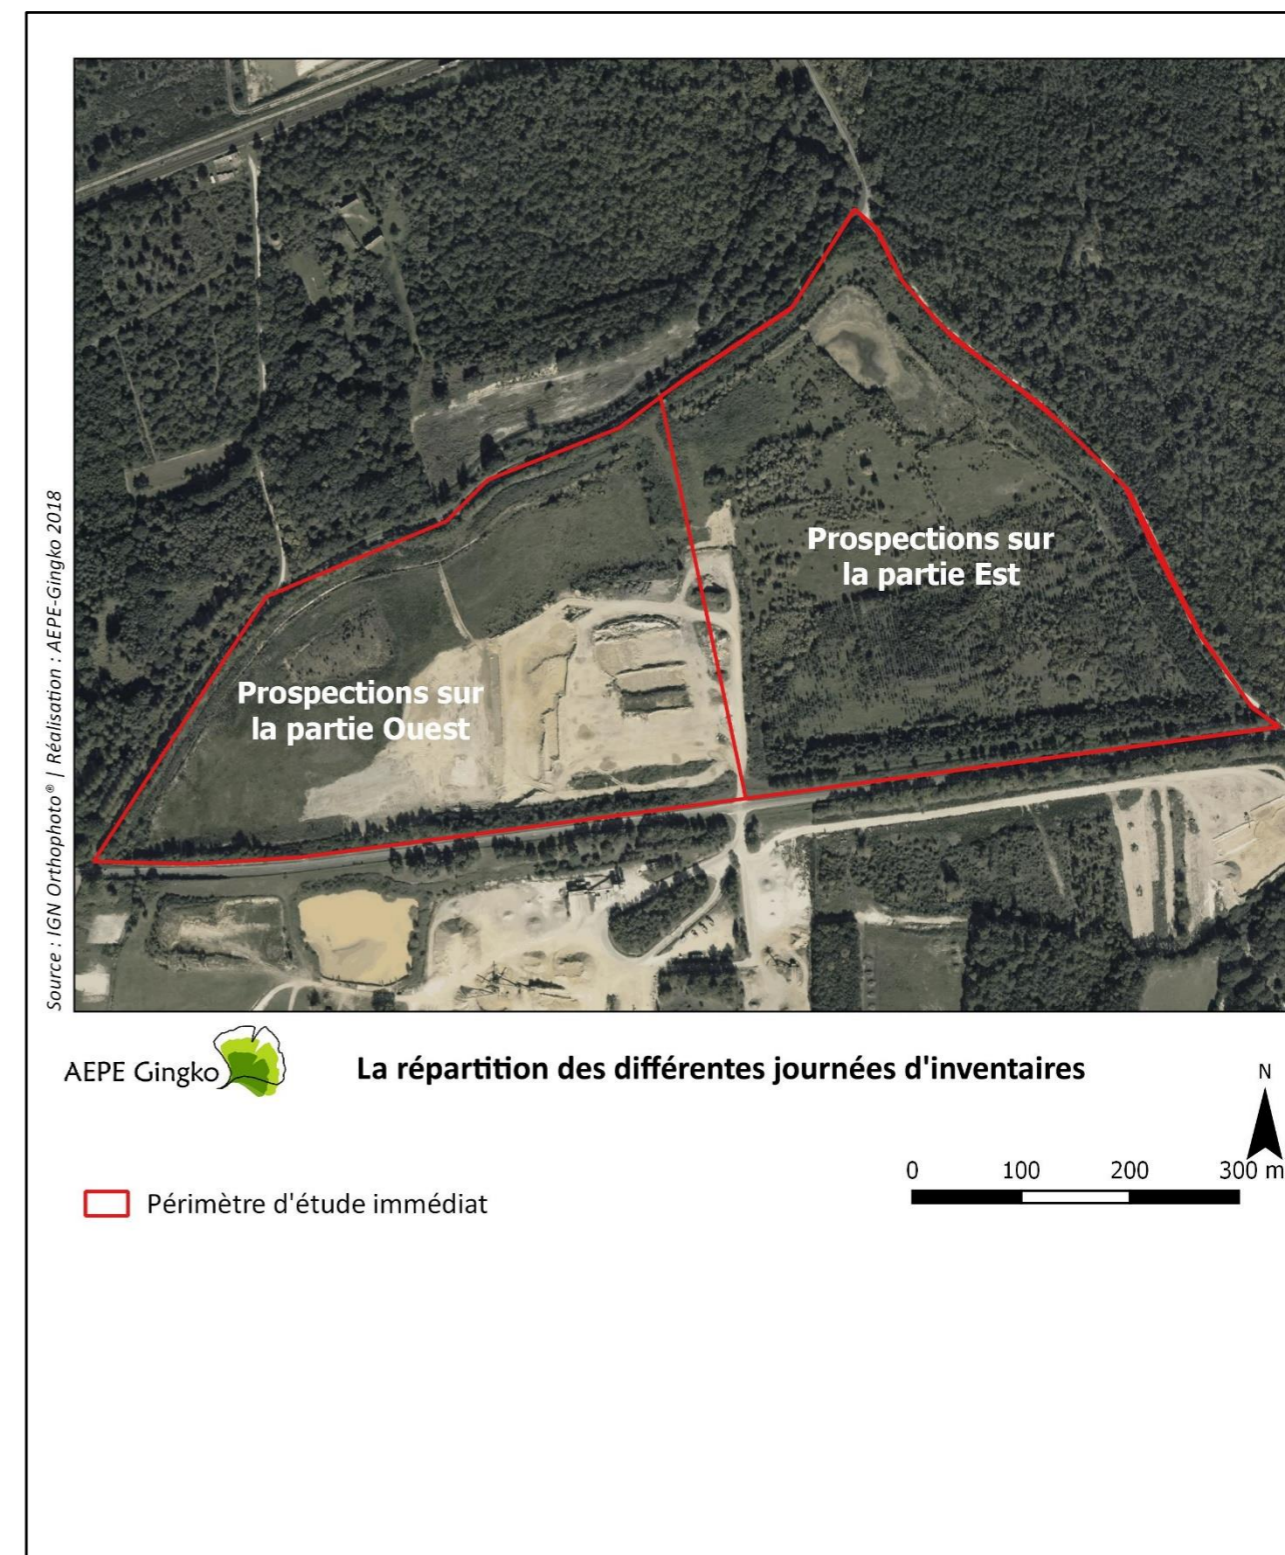 Prospections sur
la partie Est
Prospections sur
la partie Ouest
Source : IGN Orthophoto® | Réalisation : AEPE-Gingko 2018
AEPE Gingko
La répartition des différentes journées d'inventaires
N
0 100 200 300 m
Périmètre d'étude immédiat